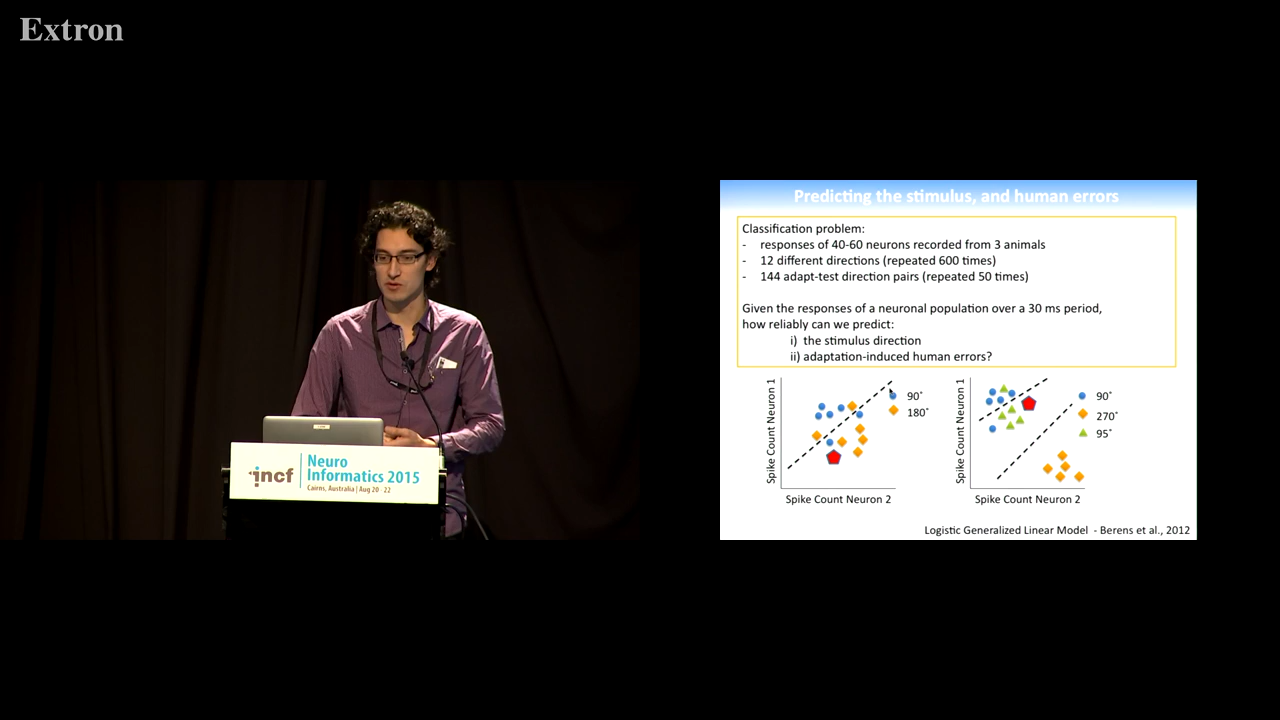 Extron
Predicting the stimulus, and human errors
Classification problem:
- responses of 40-60 neurons recorded from 3 animals
- 12 different directions (repeated 600 times)
- 144 adapt-test direction pairs (repeated 50 times)
Given the responses of a neuronal population over a 30 ms period,
how reliably can we predict:
i) the stimulus direction
ii) adaptation-induced human errors?
Spike Count Neuron 1
90°
180°
Spike Count Neuron 2
Spike Count Neuron 1
90°
270°
95°
Spike Count Neuron 2
Logistic Generalized Linear Model - Berens et al., 2012
incf
Neuro
Informatics 2015
Cairns, Australia | Aug 20 - 22